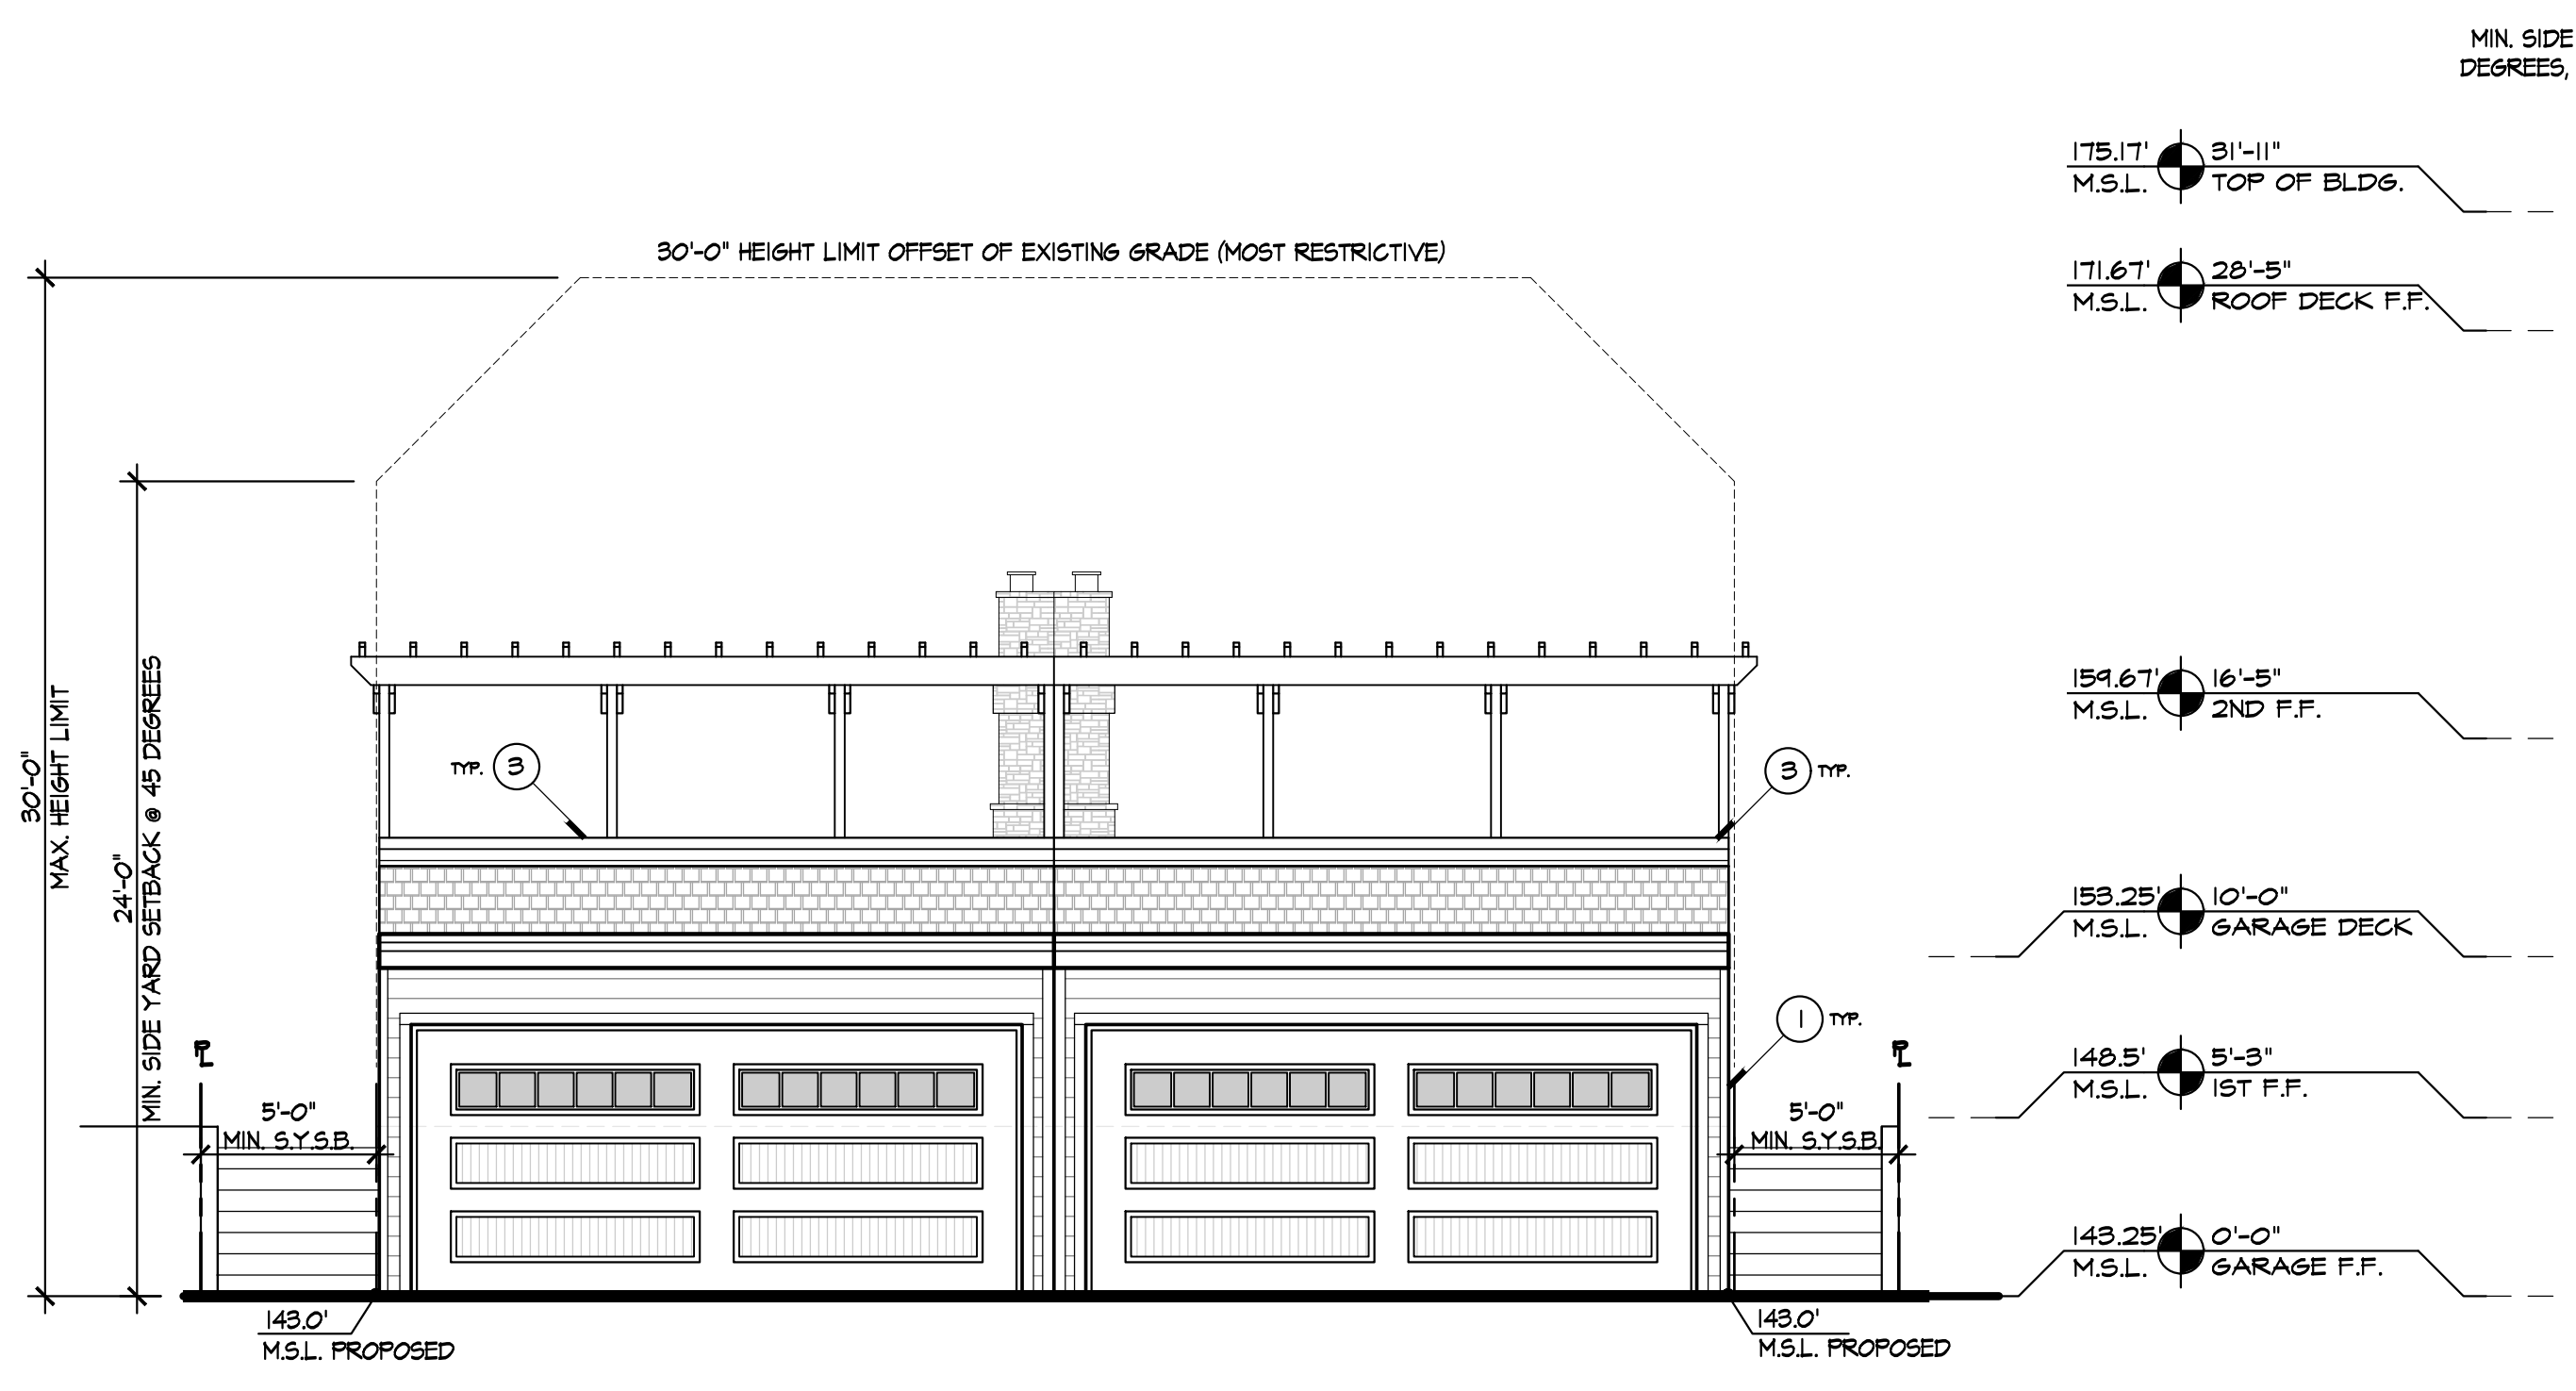 MIN. SIDE
DEGREES,
175.17' 31'-11"
M.S.L. TOP OF BLDG.
30'-0" HEIGHT LIMIT OFFSET OF EXISTING GRADE (MOST RESTRICTIVE)
171.67' 28'-5"
M.S.L. ROOF DECK F.F.
30'-0"
MAX. HEIGHT LIMIT
24'-0"
MIN. SIDE YARD SETBACK @ 45 DEGREES
159.67' 16'-5"
M.S.L. 2ND F.F.
TYP. 3
3 TYP.
153.25' 10'-0"
M.S.L. GARAGE DECK
1 TYP.
PL
PL
148.5' 5'-3"
M.S.L. 1ST F.F.
5'-0"
MIN. S.Y.S.B.
5'-0"
MIN. S.Y.S.B.
143.25' 0'-0"
M.S.L. GARAGE F.F.
143.0'
M.S.L. PROPOSED
143.0'
M.S.L. PROPOSED